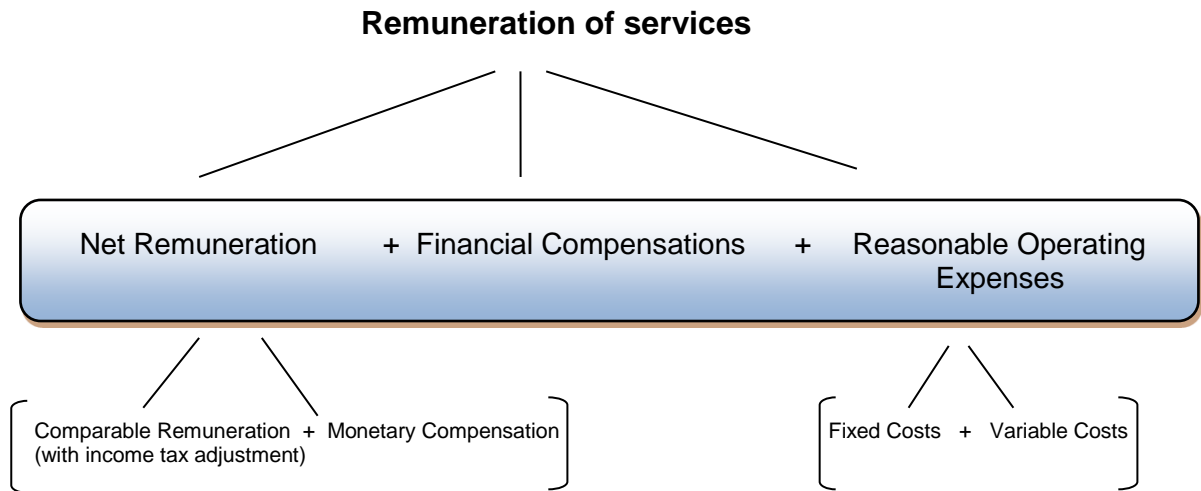 Remuneration of services
Net Remuneration + Financial Compensations + Reasonable Operating
Expenses
Comparable Remuneration + Monetary Compensation
(with income tax adjustment)
Fixed Costs + Variable Costs